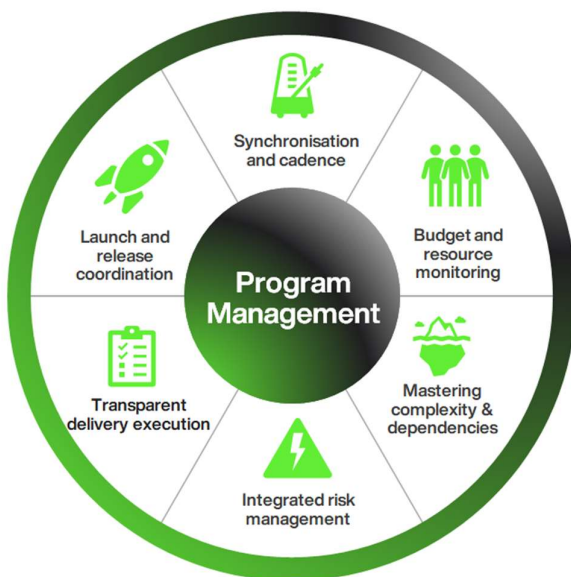 Synchronisation
and cadence
Budget and
resource
monitoring
Mastering
complexity &
dependencies
Integrated risk
management
Transparent
delivery execution
Launch and
release
coordination
Program
Management